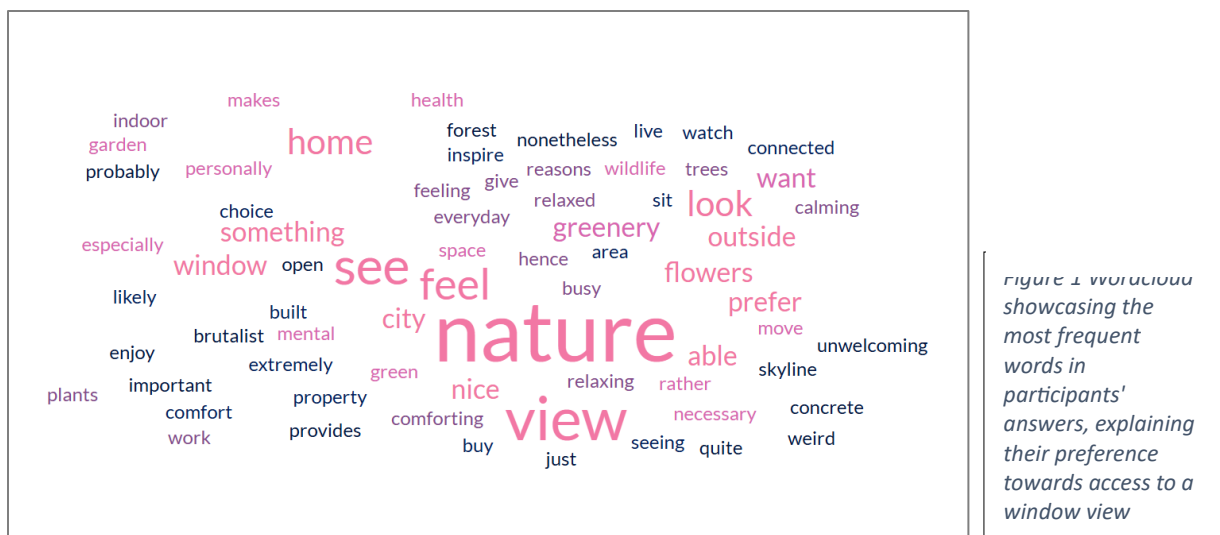 makes health
indoor
forest live watch
home nonetheless
garden connected
inspire
probably personally reasons wildlife trees
want
give
feeling
relaxed sit look calming
choice everyday
something greenery outside
especially space area
window open see hence
feel flowers
busy
likely prefer
built city
brutalist mental nature move
unwelcoming
enjoy able
extremely green skyline
important nice relaxing rather
plants property
comfort comforting view necessary concrete
work provides
buy seeing quite weird
just
Figure 1 Wordcloud
showcasing the
most frequent
words in
participants'
answers, explaining
their preference
towards access to a
window view